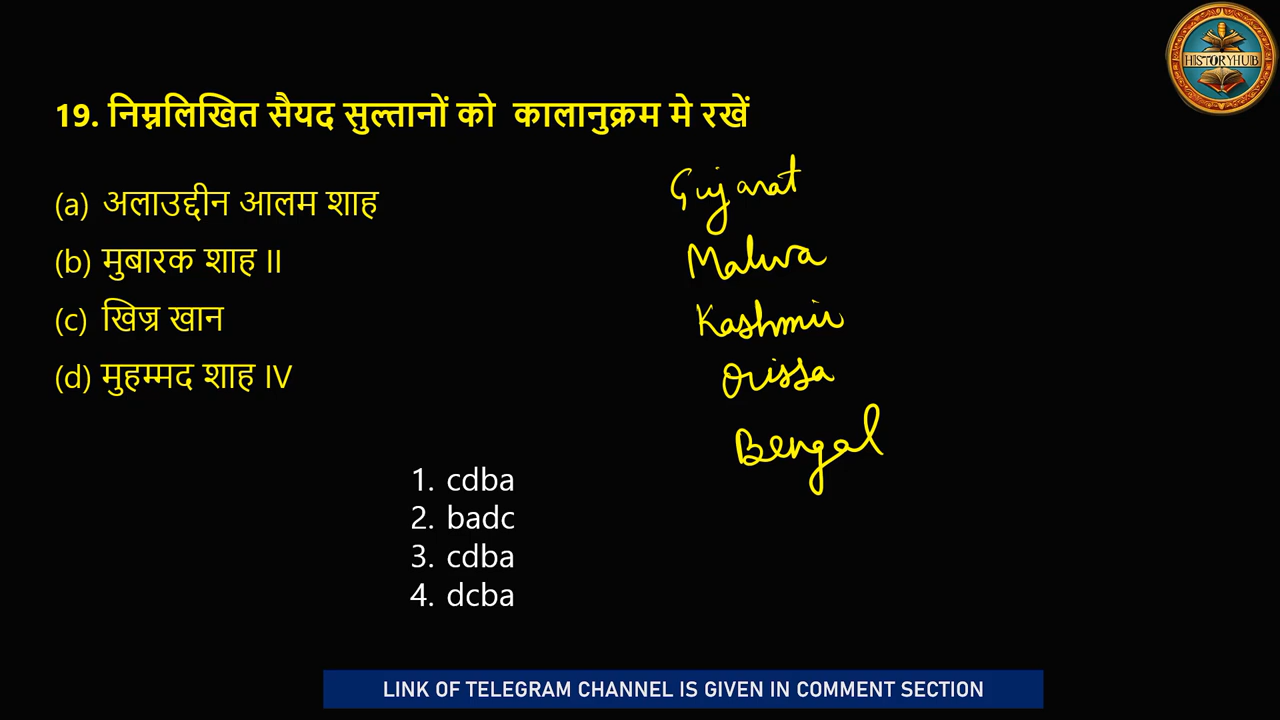 HISTORYHUB
19. निम्नलिखित सैयद सुल्तानों को कालानुक्रम मे रखें
(a) अलाउद्दीन आलम शाह
(b) मुबारक शाह II
(c) खिज्र खान
(d) मुहम्मद शाह IV
Gujarat
Malwa
Kashmir
Orissa
Bengal
1. cdba
2. badc
3. cdba
4. dcba
LINK OF TELEGRAM CHANNEL IS GIVEN IN COMMENT SECTION